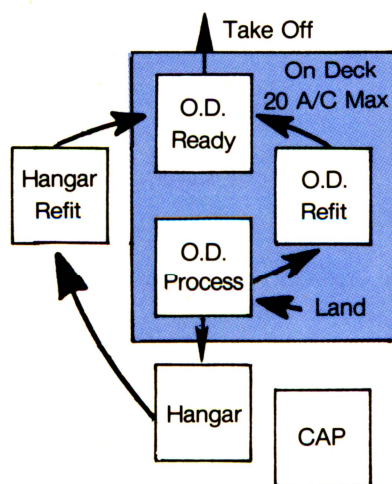 Take Off
On Deck
20 A/C Max
O.D.
Ready
Hangar
Refit
O.D.
Refit
O.D.
Process
Land
Hangar
CAP